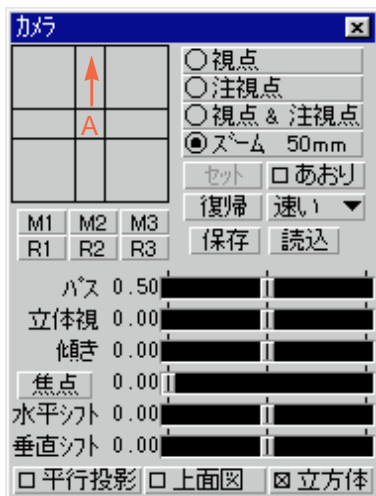 カメラ
A
○視点
○注視点
○視点 & 注視点
◉ズーム 50mm
セット □あおり
復帰 速い ▼
保存 読込
M1 M2 M3
R1 R2 R3
パス 0.50
立体視 0.00
傾き 0.00
焦点 0.00
水平シフト 0.00
垂直シフト 0.00
□平行投影 □上面図 ☒立方体